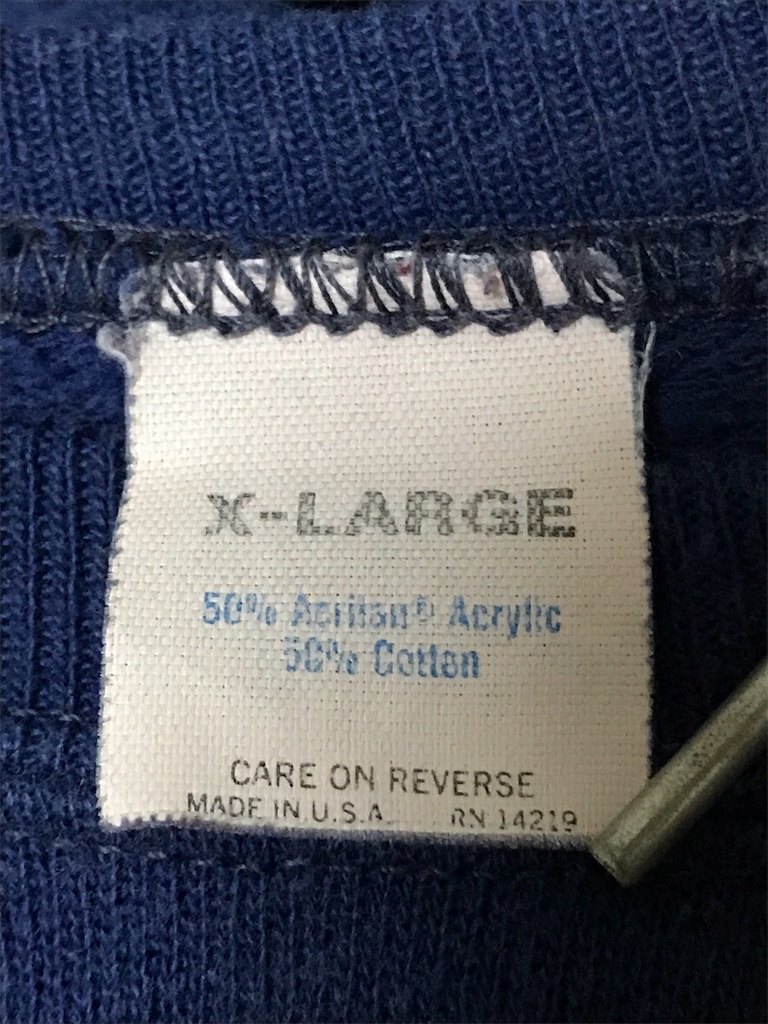 X-LARGE
50% Acrilan® Acrylic
50% Cotton
CARE ON REVERSE
MADE IN U.S.A. RN 14219